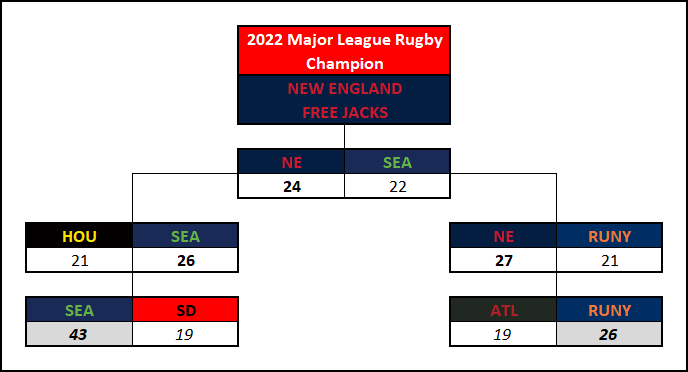 2022 Major League Rugby
Champion
NEW ENGLAND
FREE JACKS
NE SEA
24 22
HOU SEA NE RUNY
21 26 27 21
SEA SD ATL RUNY
43 19 19 26